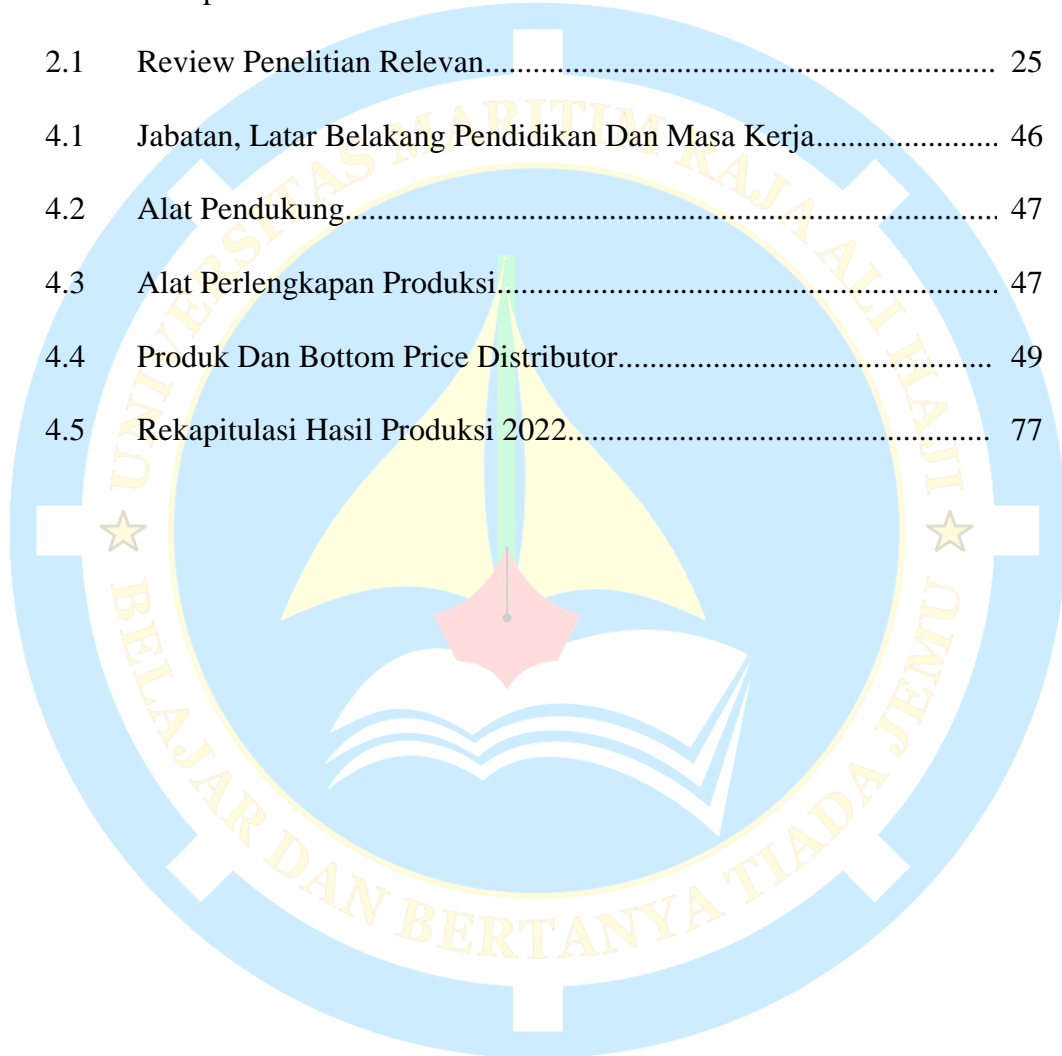 2.1 Review Penelitian Relevan.................................................................................. 25
4.1 Jabatan, Latar Belakang Pendidikan Dan Masa Kerja...................... 46
4.2 Alat Pendukung.................................................................................. 47
4.3 Alat Perlengkapan Produksi............................................................... 47
4.4 Produk Dan Bottom Price Distributor............................................. 49
4.5 Rekapitulasi Hasil Produksi 2022.................................................... 77
UNIVERSITAS MARITIM RAJA ALI HAJI
BELAJAR DAN BERTANYA TIADA JEMU